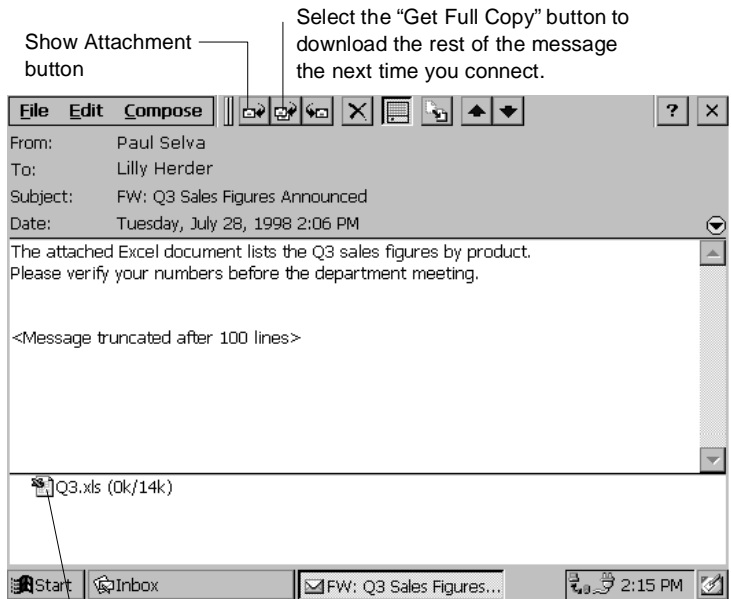 Show Attachment
button
Select the “Get Full Copy” button to
download the rest of the message
the next time you connect.
File Edit Compose ? ×
From: Paul Selva
To: Lilly Herder
Subject: FW: Q3 Sales Figures Announced
Date: Tuesday, July 28, 1998 2:06 PM
The attached Excel document lists the Q3 sales figures by product.
Please verify your numbers before the department meeting.
<Message truncated after 100 lines>
Q3.xls (0k/14k)
Start Inbox FW: Q3 Sales Figures... 2:15 PM